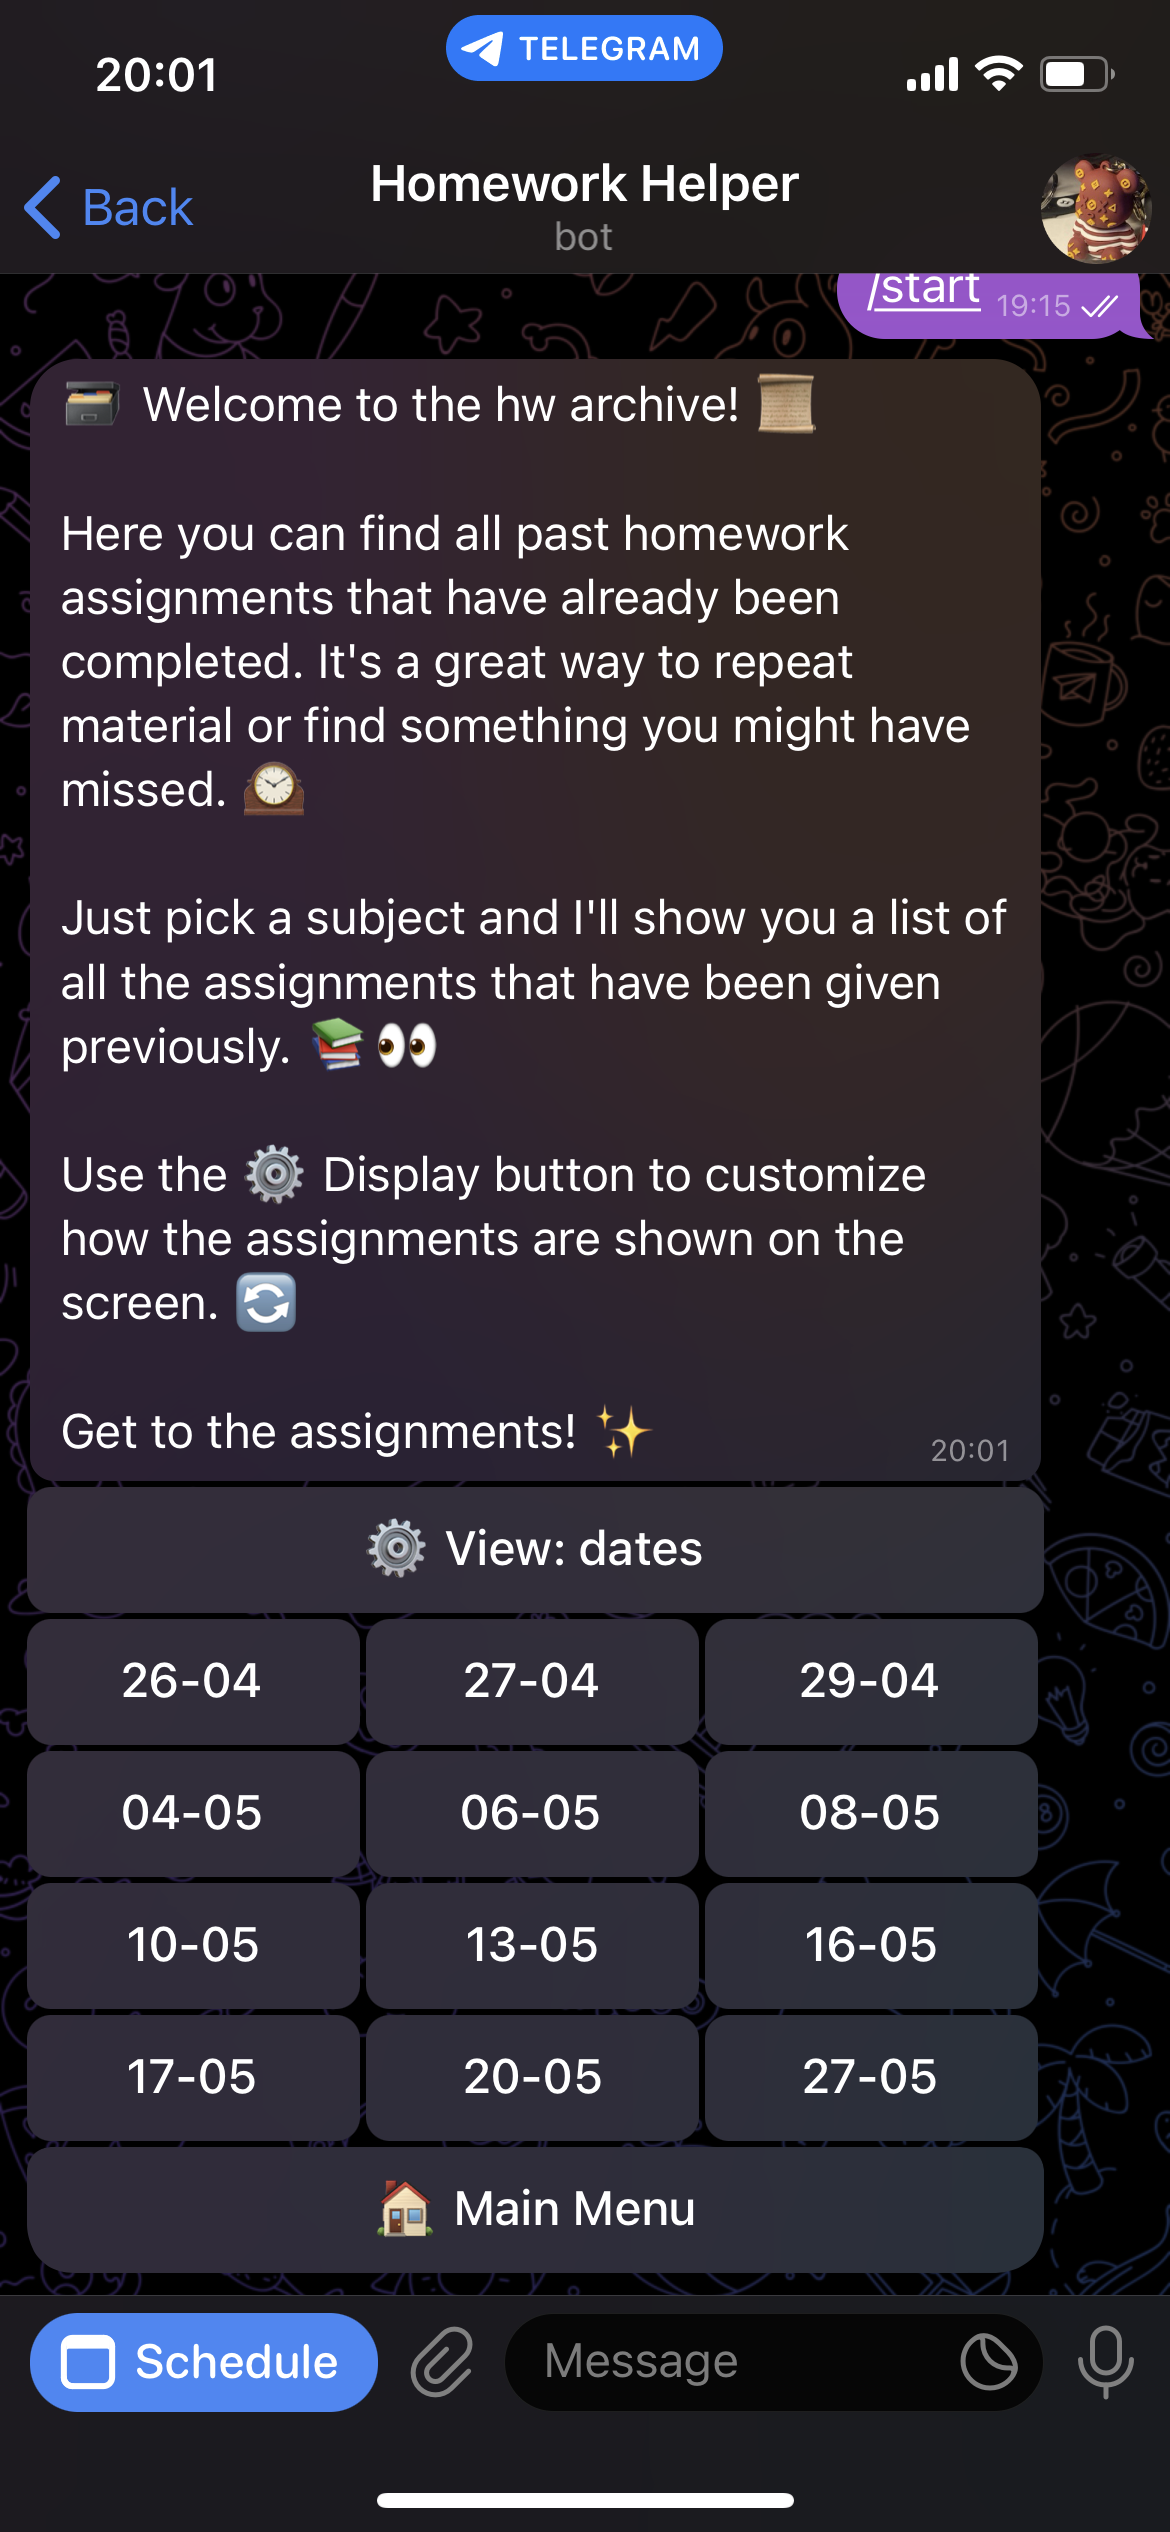 20:01
TELEGRAM
Back
Homework Helper
bot
/start 19:15
Welcome to the hw archive!
Here you can find all past homework
assignments that have already been
completed. It's a great way to repeat
material or find something you might have
missed.
Just pick a subject and I'll show you a list of
all the assignments that have been given
previously.
Use the ⚙️ Display button to customize
how the assignments are shown on the
screen.
Get to the assignments!
20:01
View: dates
26-04 27-04 29-04
04-05 06-05 08-05
10-05 13-05 16-05
17-05 20-05 27-05
Main Menu
Schedule
Message